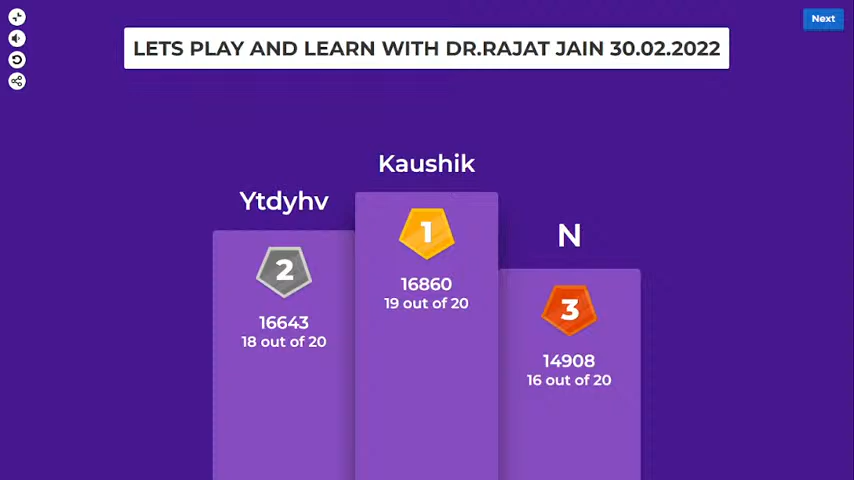 Next
LETS PLAY AND LEARN WITH DR.RAJAT JAIN 30.02.2022
Kaushik
1
16860
19 out of 20
Ytdyhv
2
16643
18 out of 20
N
3
14908
16 out of 20